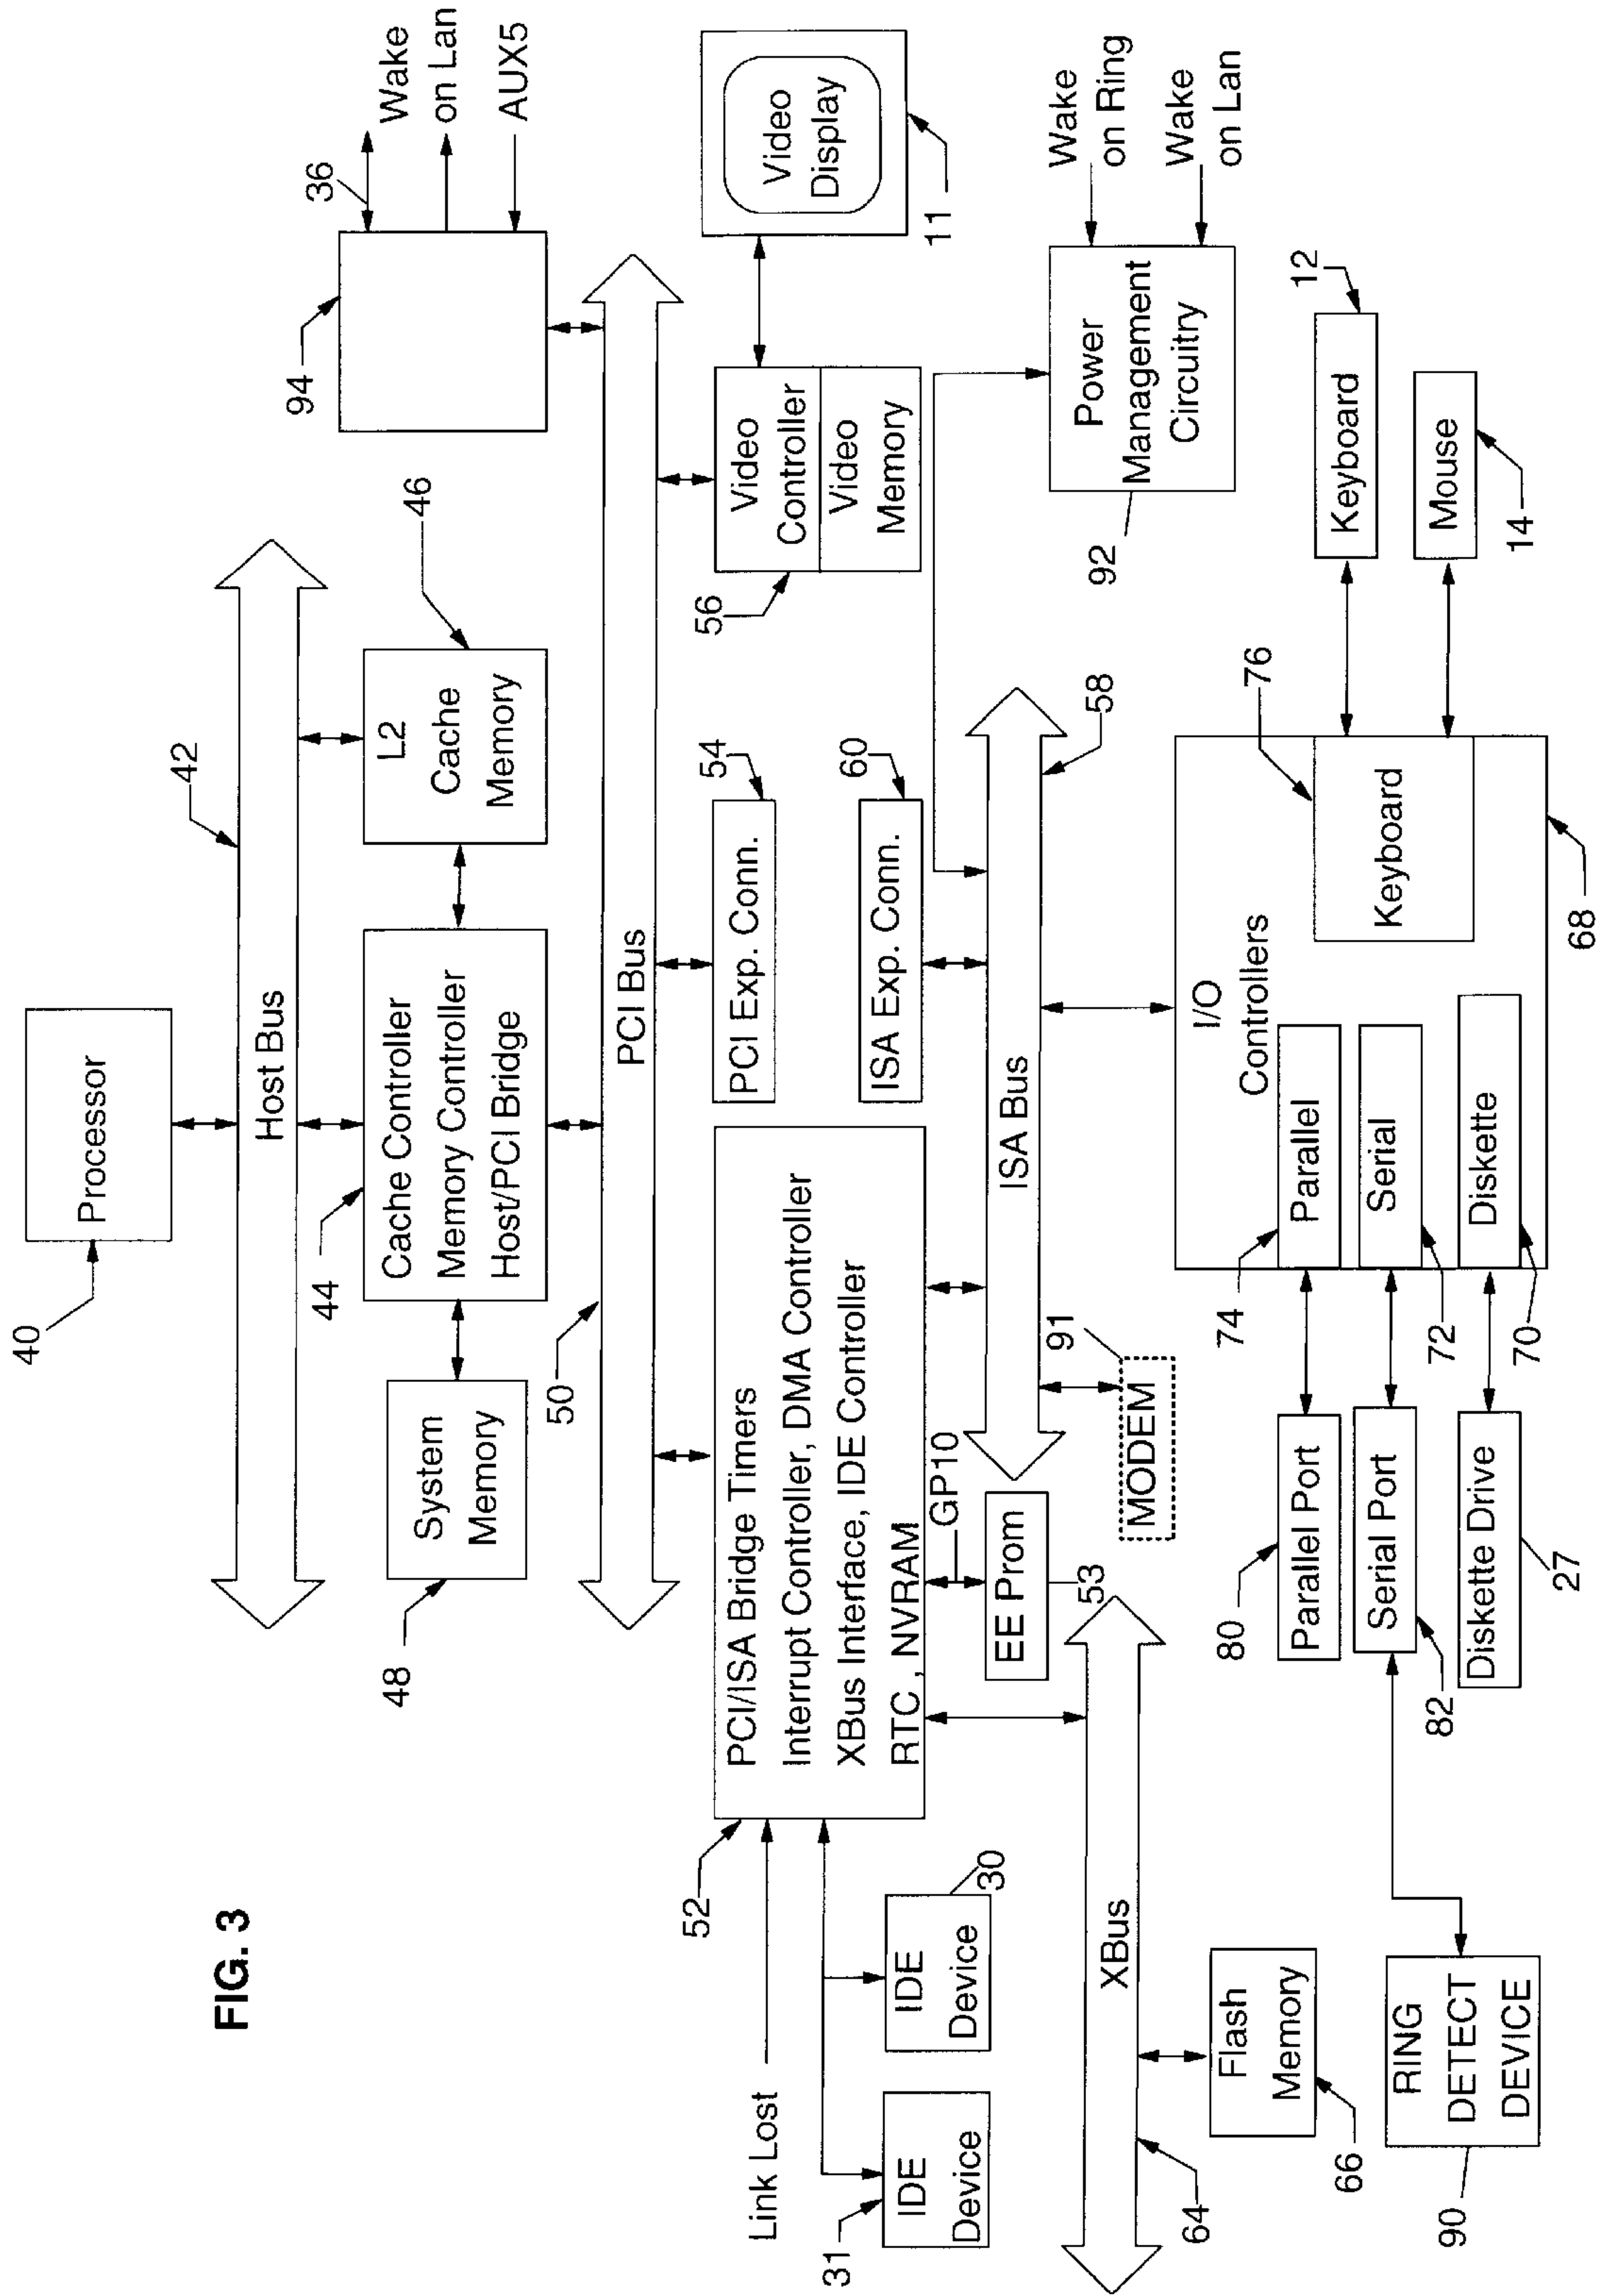 FIG. 3
40
Processor
42
Host Bus
44
Cache Controller
Memory Controller
Host/PCI Bridge
L2
Cache
Memory
46
System
Memory
48
94
36
Wake
on Lan
AUX5
50
PCI Bus
52
PCI/ISA Bridge Timers
Interrupt Controller, DMA Controller
XBus Interface, IDE Controller
RTC , NVRAM
PCI Exp. Conn.
54
ISA Exp. Conn.
60
Video
Controller
Video
Memory
56
Video
Display
11
Link Lost
IDE
Device
31
IDE
Device
30
GP10
EE Prom
53
ISA Bus
58
MODEM
91
Power
Management
Circuitry
92
Wake
on Ring
Wake
on Lan
XBus
64
Flash
Memory
66
RING
DETECT
DEVICE
90
I/O
Controllers
68
Parallel
74
Serial
72
Diskette
70
Keyboard
76
Parallel Port
80
Serial Port
82
Diskette Drive
27
Keyboard
12
Mouse
14